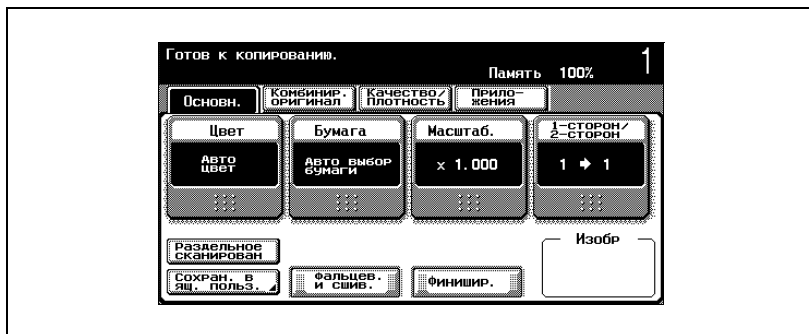 Готов к копированию.
1
Память 100%
Основн.
Комбинир. оригинал
Качество/ Плотность
Прило- жения
Цвет
Бумага
Масштаб.
1-сторон/ 2-сторон
Авто цвет
Авто выбор бумаги
x 1.000
1 ➔ 1
Изобр
Раздельное сканирован
Сохран. в ящ. польз.
Фальцев. и сшив.
Финишир.